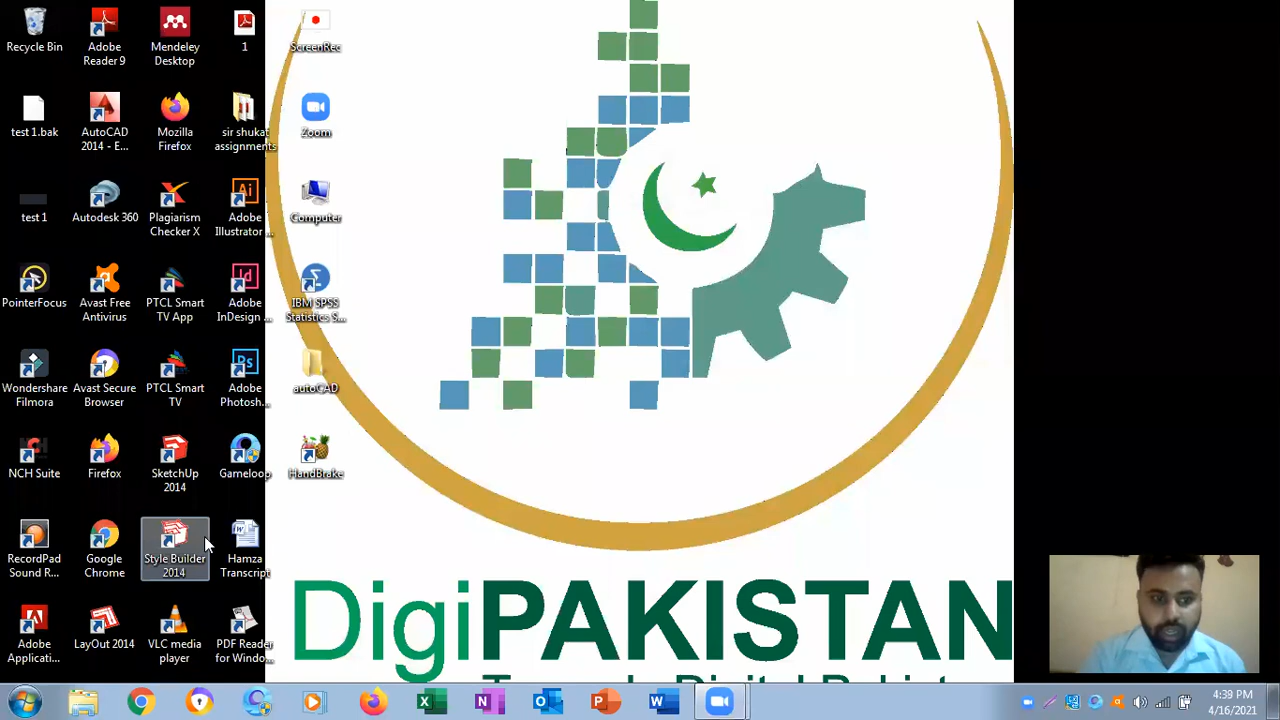 Recycle Bin
Adobe Reader 9
Mendeley Desktop
1
ScreenRec
test 1.bak
AutoCAD 2014 - E...
Mozilla Firefox
sir shukat assignments
Zoom
test 1
Autodesk 360
Plagiarism Checker X
Adobe Illustrator ...
Computer
PointerFocus
Avast Free Antivirus
PTCL Smart TV App
Adobe InDesign ...
IBM SPSS Statistics S...
Wondershare Filmora
Avast Secure Browser
PTCL Smart TV
Adobe Photosh...
autoCAD
NCH Suite
Firefox
SketchUp 2014
Gameloop
HandBrake
RecordPad Sound R...
Google Chrome
Style Builder 2014
Hamza Transcript
Adobe Applicati...
LayOut 2014
VLC media player
PDF Reader for Windo...
DigiPAKISTAN
4:39 PM
4/16/2021